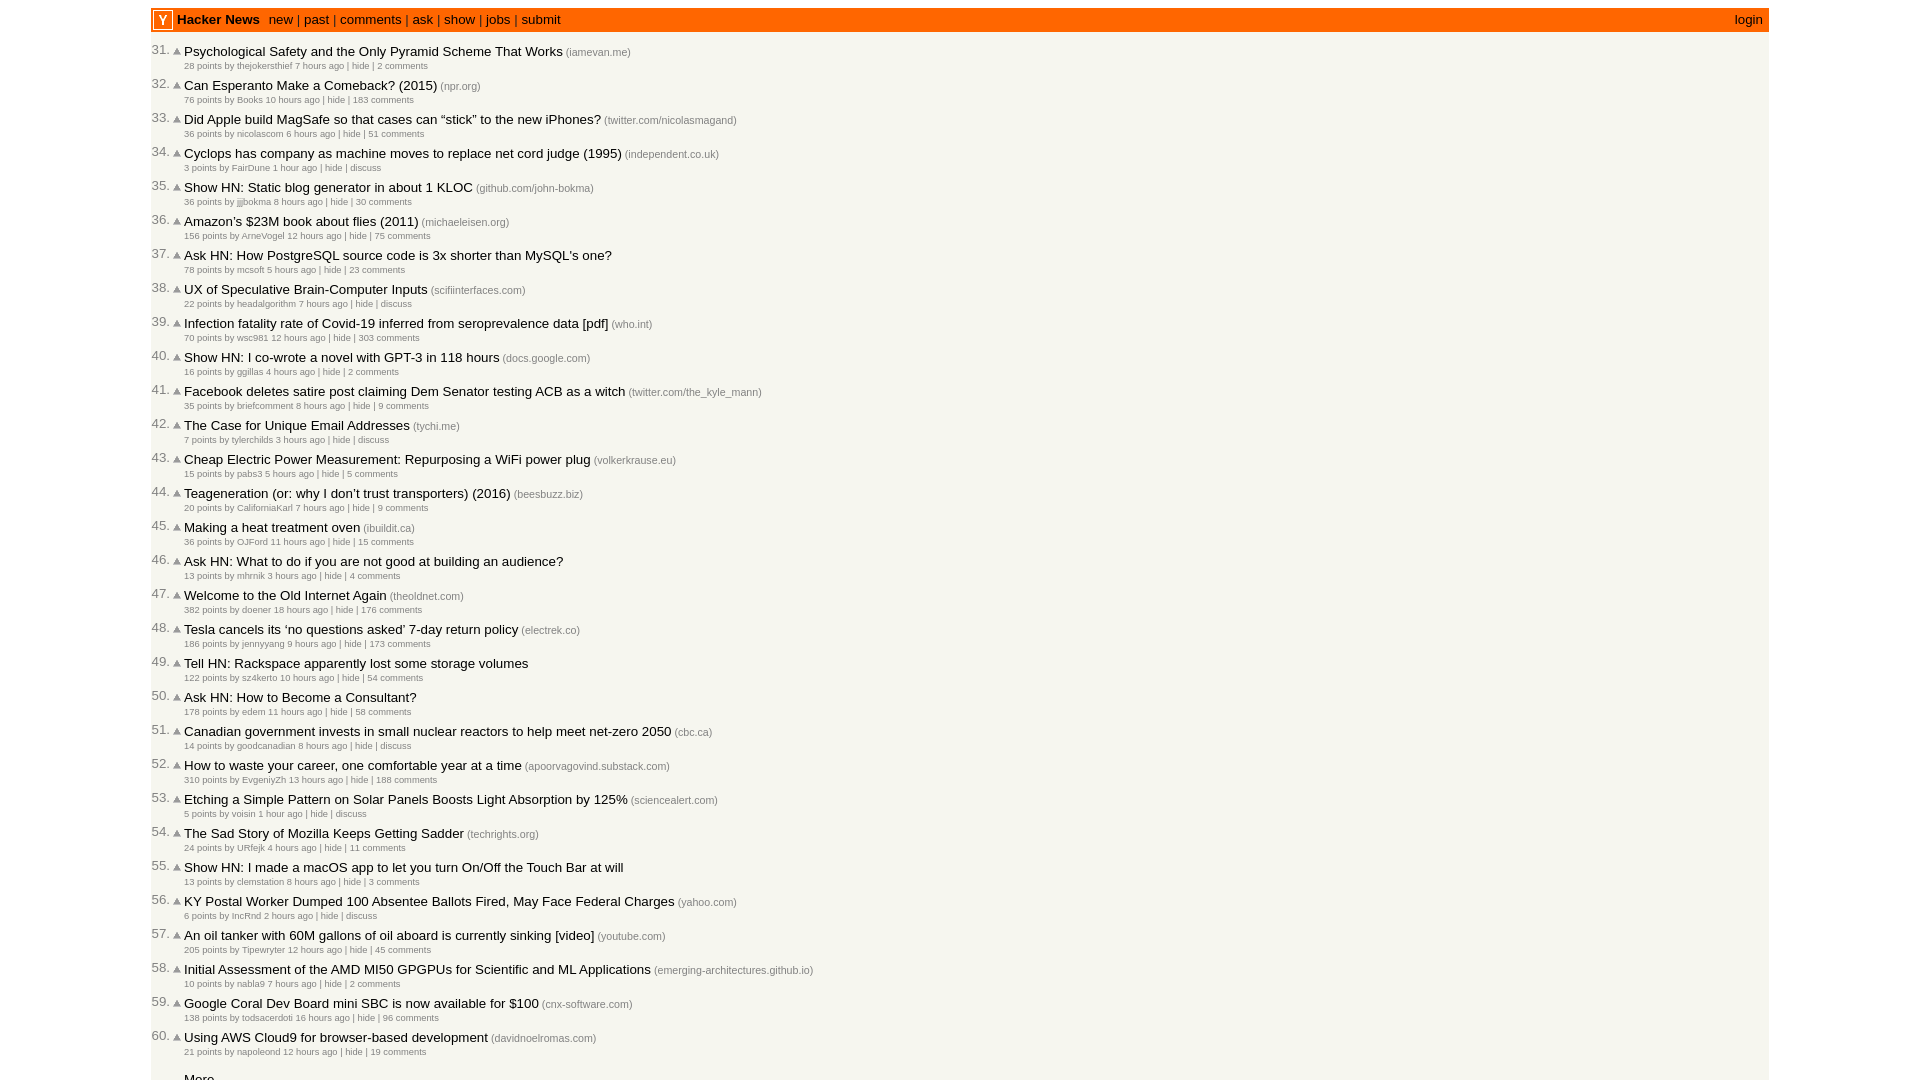 Y Hacker News new | past | comments | ask | show | jobs | submit login
31. Psychological Safety and the Only Pyramid Scheme That Works (iamevan.me)
28 points by thejokersthief 7 hours ago | hide | 2 comments
32. Can Esperanto Make a Comeback? (2015) (npr.org)
76 points by Books 10 hours ago | hide | 183 comments
33. Did Apple build MagSafe so that cases can “stick” to the new iPhones? (twitter.com/nicolasmagand)
36 points by nicolascom 6 hours ago | hide | 51 comments
34. Cyclops has company as machine moves to replace net cord judge (1995) (independent.co.uk)
3 points by FairDune 1 hour ago | hide | discuss
35. Show HN: Static blog generator in about 1 KLOC (github.com/john-bokma)
36 points by jjjbokma 8 hours ago | hide | 30 comments
36. Amazon’s $23M book about flies (2011) (michaeleisen.org)
156 points by ArneVogel 12 hours ago | hide | 75 comments
37. Ask HN: How PostgreSQL source code is 3x shorter than MySQL's one?
78 points by mcsoft 5 hours ago | hide | 23 comments
38. UX of Speculative Brain-Computer Inputs (scifiinterfaces.com)
22 points by headalgorithm 7 hours ago | hide | discuss
39. Infection fatality rate of Covid-19 inferred from seroprevalence data [pdf] (who.int)
70 points by wsc981 12 hours ago | hide | 303 comments
40. Show HN: I co-wrote a novel with GPT-3 in 118 hours (docs.google.com)
16 points by ggillas 4 hours ago | hide | 2 comments
41. Facebook deletes satire post claiming Dem Senator testing ACB as a witch (twitter.com/the_kyle_mann)
35 points by briefcomment 8 hours ago | hide | 9 comments
42. The Case for Unique Email Addresses (tychi.me)
7 points by tylerchilds 3 hours ago | hide | discuss
43. Cheap Electric Power Measurement: Repurposing a WiFi power plug (volkerkrause.eu)
15 points by pabs3 5 hours ago | hide | 5 comments
44. Teageneration (or: why I don’t trust transporters) (2016) (beesbuzz.biz)
20 points by CaliforniaKarl 7 hours ago | hide | 9 comments
45. Making a heat treatment oven (ibuildit.ca)
36 points by OJFord 11 hours ago | hide | 15 comments
46. Ask HN: What to do if you are not good at building an audience?
13 points by mhrnik 3 hours ago | hide | 4 comments
47. Welcome to the Old Internet Again (theoldnet.com)
382 points by doener 18 hours ago | hide | 176 comments
48. Tesla cancels its ‘no questions asked’ 7-day return policy (electrek.co)
186 points by jennyyang 9 hours ago | hide | 173 comments
49. Tell HN: Rackspace apparently lost some storage volumes
122 points by sz4kerto 10 hours ago | hide | 54 comments
50. Ask HN: How to Become a Consultant?
178 points by edem 11 hours ago | hide | 58 comments
51. Canadian government invests in small nuclear reactors to help meet net-zero 2050 (cbc.ca)
14 points by goodcanadian 8 hours ago | hide | discuss
52. How to waste your career, one comfortable year at a time (apoorvagovind.substack.com)
310 points by EvgeniyZh 13 hours ago | hide | 188 comments
53. Etching a Simple Pattern on Solar Panels Boosts Light Absorption by 125% (sciencealert.com)
5 points by voisin 1 hour ago | hide | discuss
54. The Sad Story of Mozilla Keeps Getting Sadder (techrights.org)
24 points by URfejk 4 hours ago | hide | 11 comments
55. Show HN: I made a macOS app to let you turn On/Off the Touch Bar at will
13 points by clemstation 8 hours ago | hide | 3 comments
56. KY Postal Worker Dumped 100 Absentee Ballots Fired, May Face Federal Charges (yahoo.com)
6 points by IncRnd 2 hours ago | hide | discuss
57. An oil tanker with 60M gallons of oil aboard is currently sinking [video] (youtube.com)
205 points by Tipewryter 12 hours ago | hide | 45 comments
58. Initial Assessment of the AMD MI50 GPGPUs for Scientific and ML Applications (emerging-architectures.github.io)
10 points by nabla9 7 hours ago | hide | 2 comments
59. Google Coral Dev Board mini SBC is now available for $100 (cnx-software.com)
138 points by todsacerdoti 16 hours ago | hide | 96 comments
60. Using AWS Cloud9 for browser-based development (davidnoelromas.com)
21 points by napoleond 12 hours ago | hide | 19 comments
More